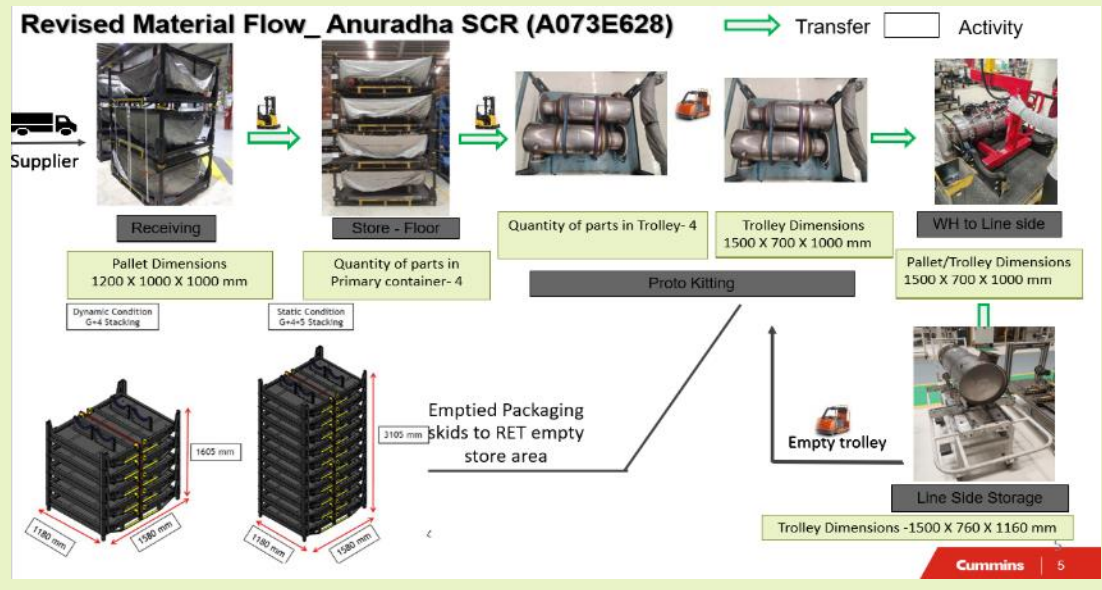 Revised Material Flow_ Anuradha SCR (A073E628)
Transfer
Activity
Supplier
Receiving
Store - Floor
Quantity of parts in Trolley- 4
Trolley Dimensions
1500 X 700 X 1000 mm
WH to Line side
Pallet Dimensions
1200 X 1000 X 1000 mm
Quantity of parts in
Primary container- 4
Proto Kitting
Pallet/Trolley Dimensions
1500 X 700 X 1000 mm
Dynamic Condition
G+4 Stacking
Static Condition
G+4+5 Stacking
1605 mm
1180 mm
1580 mm
3105 mm
1180 mm
1580 mm
Emptied Packaging
skids to RET empty
store area
Empty trolley
Line Side Storage
Trolley Dimensions -1500 X 760 X 1160 mm
5
Cummins
5